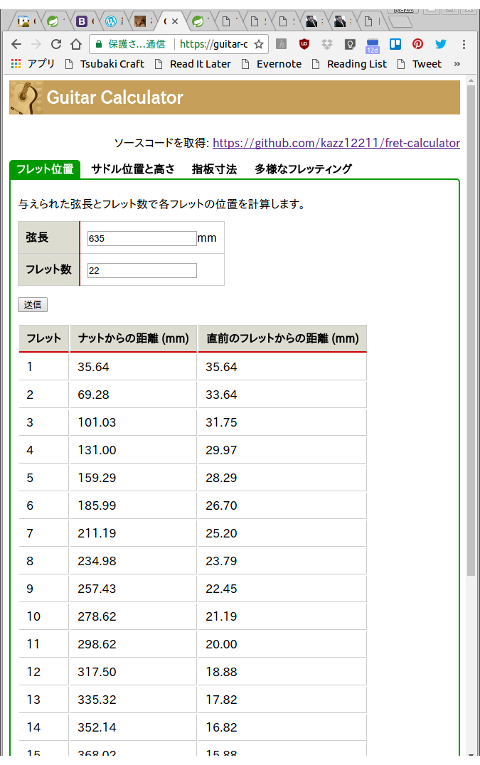 保護さ...通信 https://guitar-c
12d
アプリ Tsubaki Craft Read It Later Evernote Reading List Tweet »
Guitar Calculator
ソースコードを取得: https://github.com/kazz12211/fret-calculator
フレット位置 サドル位置と高さ 指板寸法 多様なフレッティング
与えられた弦長とフレット数で各フレットの位置を計算します。
弦長 635 mm
フレット数 22
送信
フレット ナットからの距離 (mm) 直前のフレットからの距離 (mm)
1 35.64 35.64
2 69.28 33.64
3 101.03 31.75
4 131.00 29.97
5 159.29 28.29
6 185.99 26.70
7 211.19 25.20
8 234.98 23.79
9 257.43 22.45
10 278.62 21.19
11 298.62 20.00
12 317.50 18.88
13 335.32 17.82
14 352.14 16.82
15 368.02 15.88